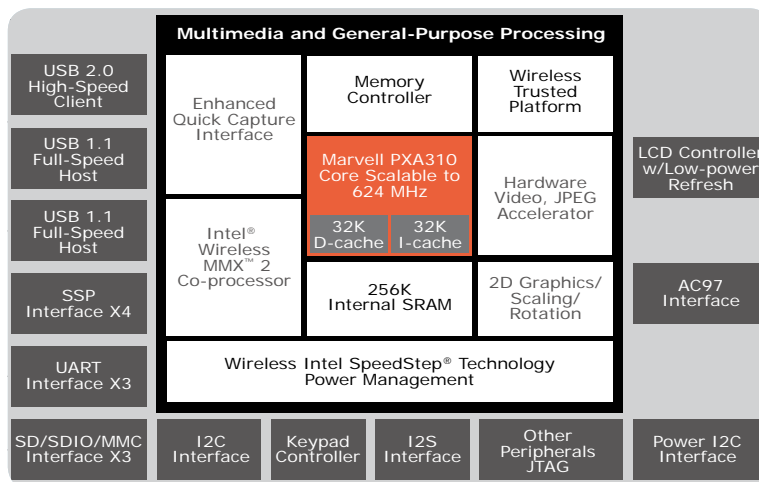 Multimedia and General-Purpose Processing
USB 2.0
High-Speed
Client
USB 1.1
Full-Speed
Host
USB 1.1
Full-Speed
Host
SSP
Interface X4
UART
Interface X3
SD/SDIO/MMC
Interface X3
Enhanced
Quick Capture
Interface
Intel®
Wireless
MMX™ 2
Co-processor
Memory
Controller
Marvell PXA310
Core Scalable to
624 MHz
32K
D-cache
32K
I-cache
256K
Internal SRAM
Wireless
Trusted
Platform
Hardware
Video, JPEG
Accelerator
2D Graphics/
Scaling/
Rotation
Wireless Intel SpeedStep® Technology
Power Management
LCD Controller
w/Low-power
Refresh
AC97
Interface
I2C
Interface
Keypad
Controller
I2S
Interface
Other
Peripherals
JTAG
Power I2C
Interface